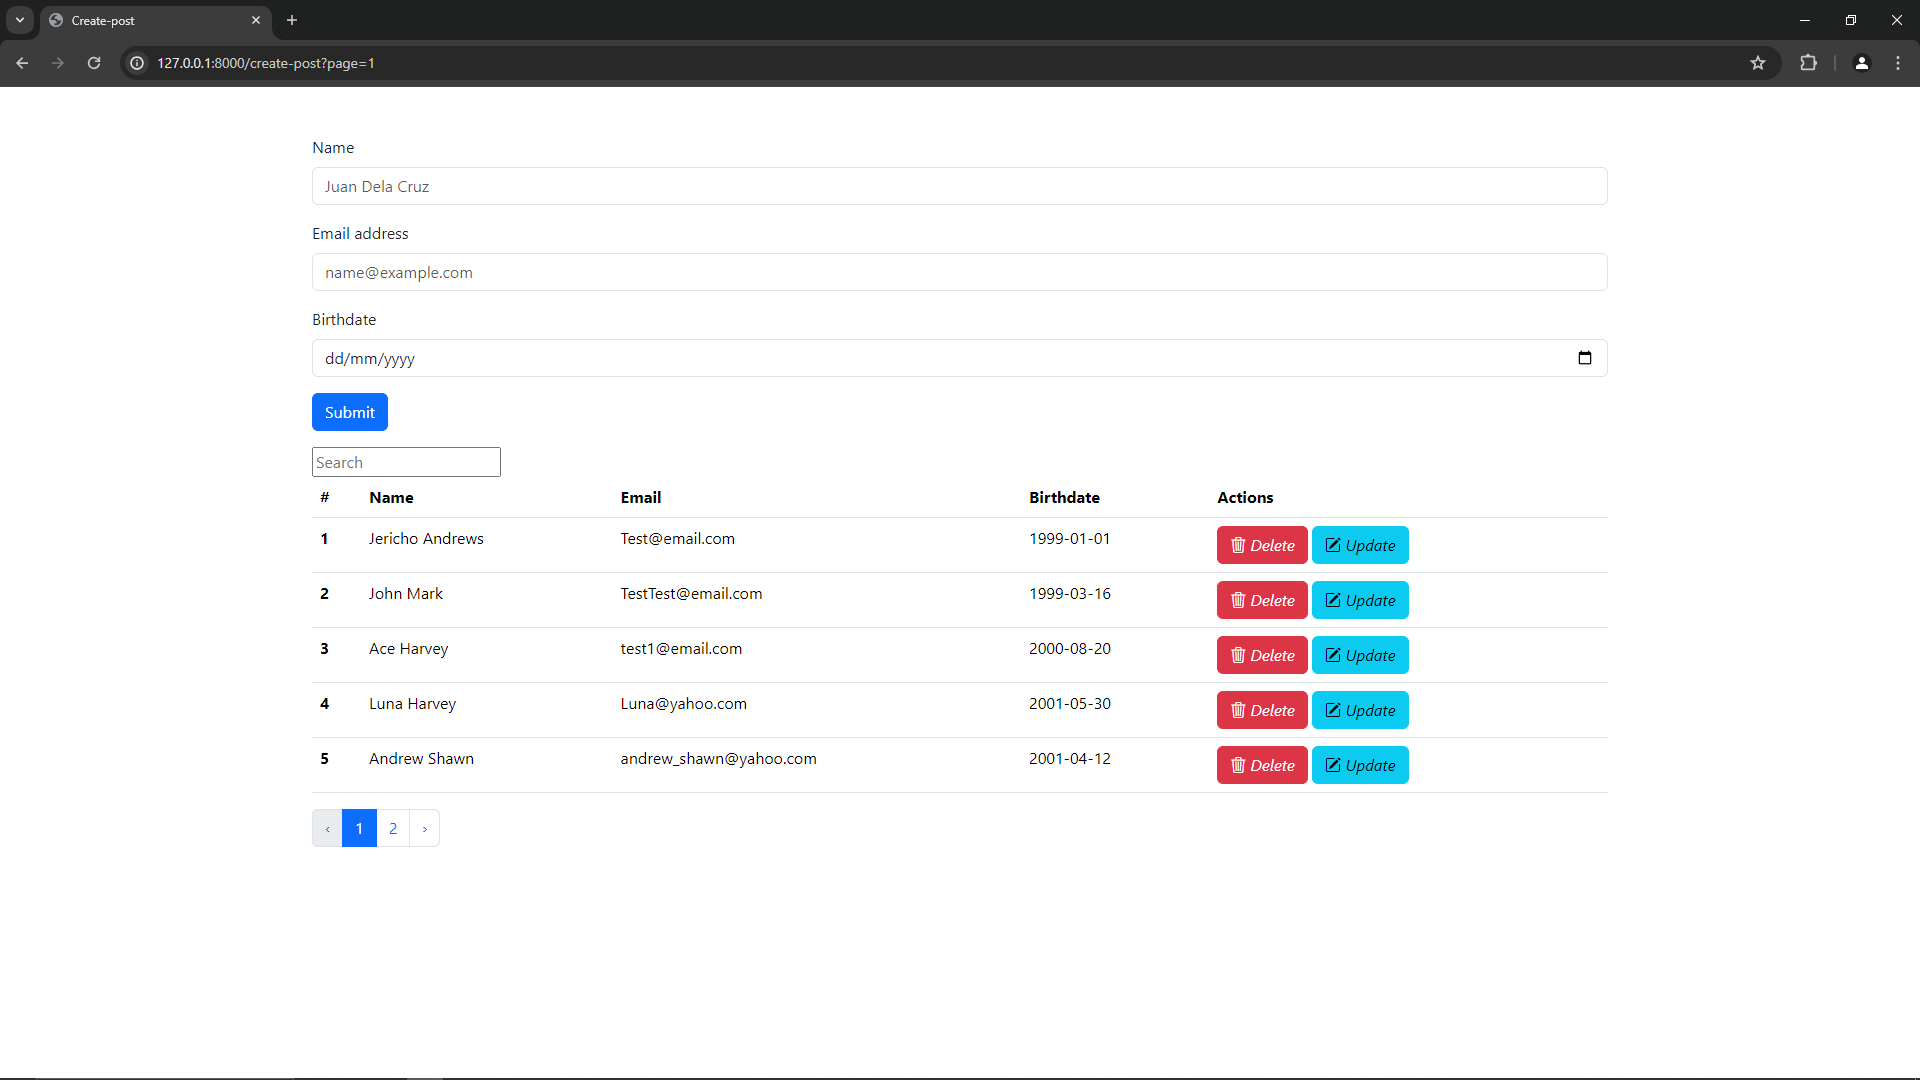 Create-post
127.0.0.1:8000/create-post?page=1
Name
Juan Dela Cruz
Email address
name@example.com
Birthdate
dd/mm/yyyy
Submit
Search
# Name Email Birthdate Actions
1 Jericho Andrews Test@email.com 1999-01-01 Delete Update
2 John Mark TestTest@email.com 1999-03-16 Delete Update
3 Ace Harvey test1@email.com 2000-08-20 Delete Update
4 Luna Harvey Luna@yahoo.com 2001-05-30 Delete Update
5 Andrew Shawn andrew_shawn@yahoo.com 2001-04-12 Delete Update
‹ 1 2 ›